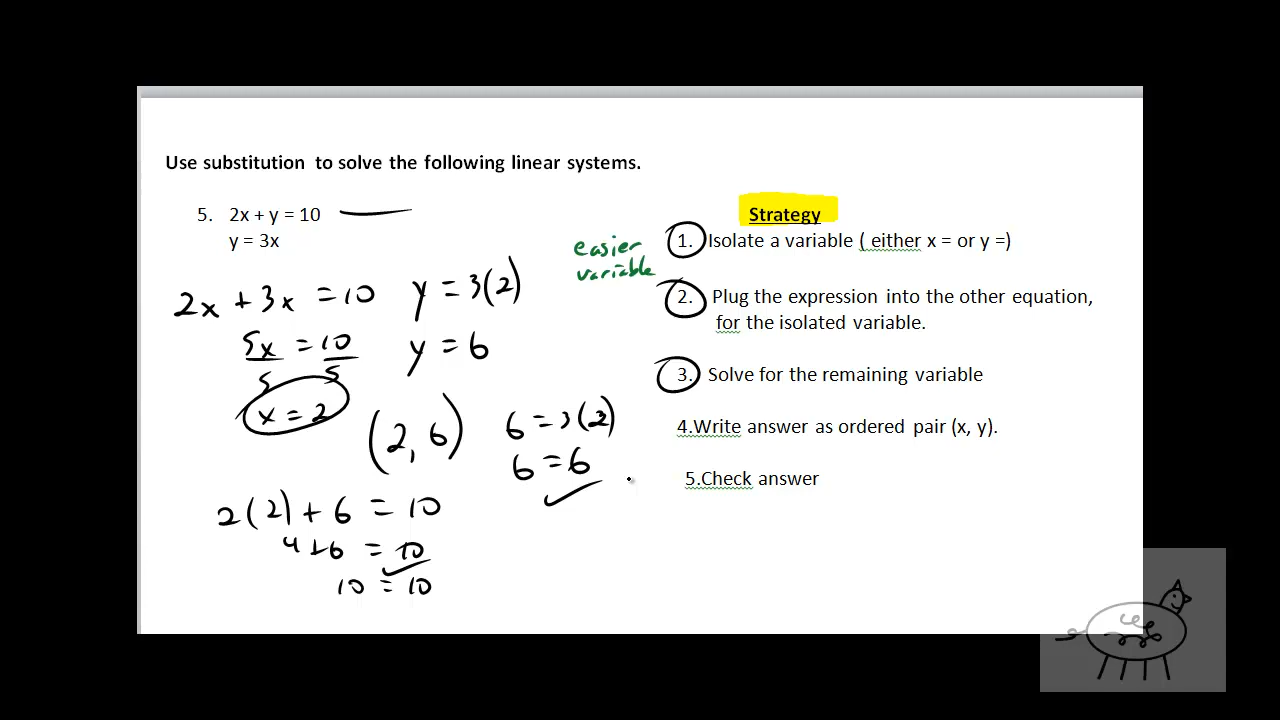 Use substitution to solve the following linear systems.
5. 2x + y = 10
y = 3x
2x + 3x = 10
5x = 10
5 5
x = 2
y = 3(2)
y = 6
(2, 6)
6 = 3(2)
6 = 6
2(2) + 6 = 10
4 + 6 = 10
10 = 10
easier
variable
Strategy
1. Isolate a variable ( either x = or y =)
2. Plug the expression into the other equation,
for the isolated variable.
3. Solve for the remaining variable
4.Write answer as ordered pair (x, y).
5.Check answer